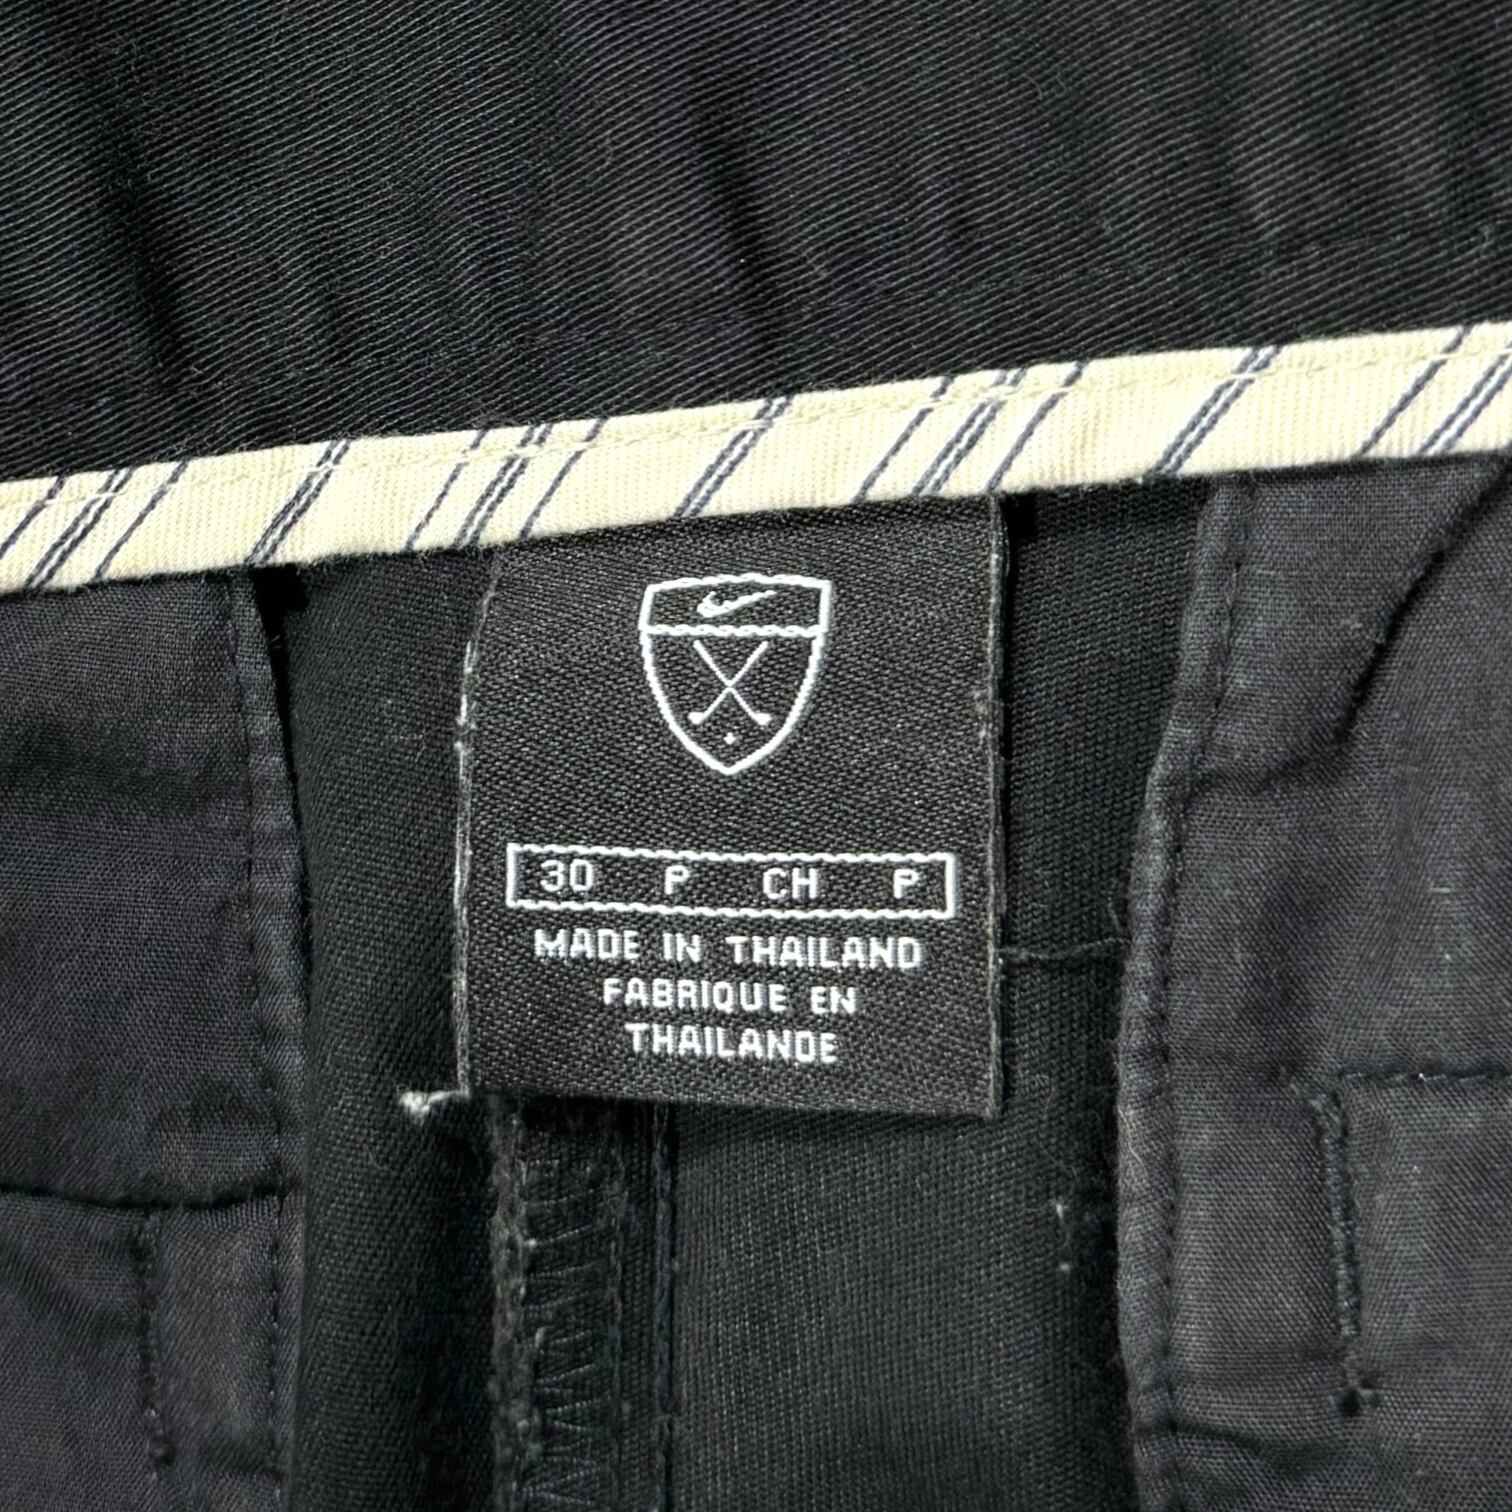 30 P CH P
MADE IN THAILAND
FABRIQUE EN
THAILANDE